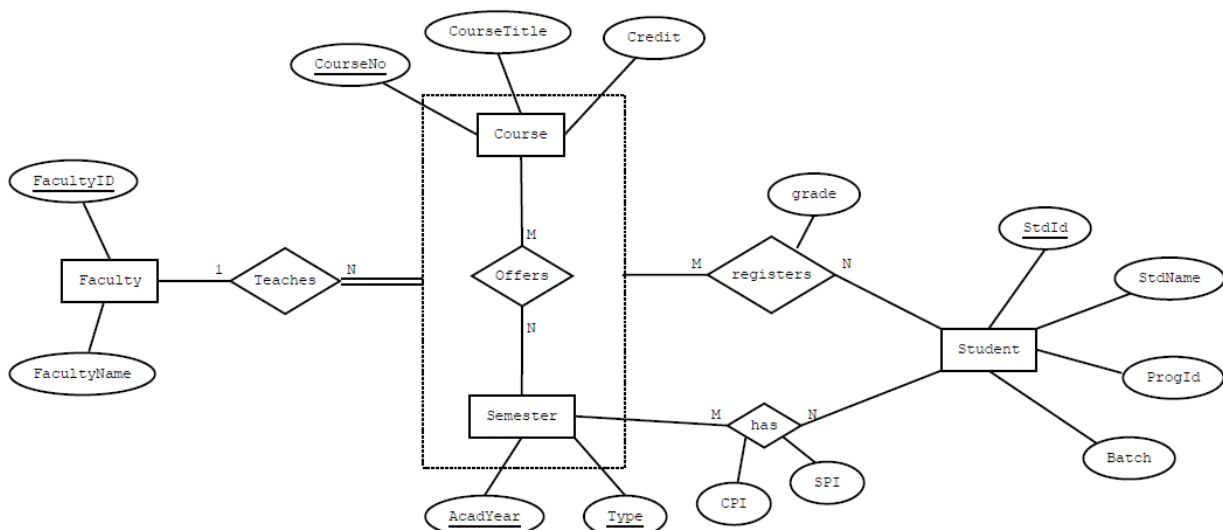 CourseTitle
Credit
CourseNo
Course
FacultyID
grade
StdId
M
Faculty
1
Teaches
N
Offers
M
registers
N
StdName
N
Student
FacultyName
ProgId
Semester
M
has
N
Batch
SPI
CPI
AcadYear
Type